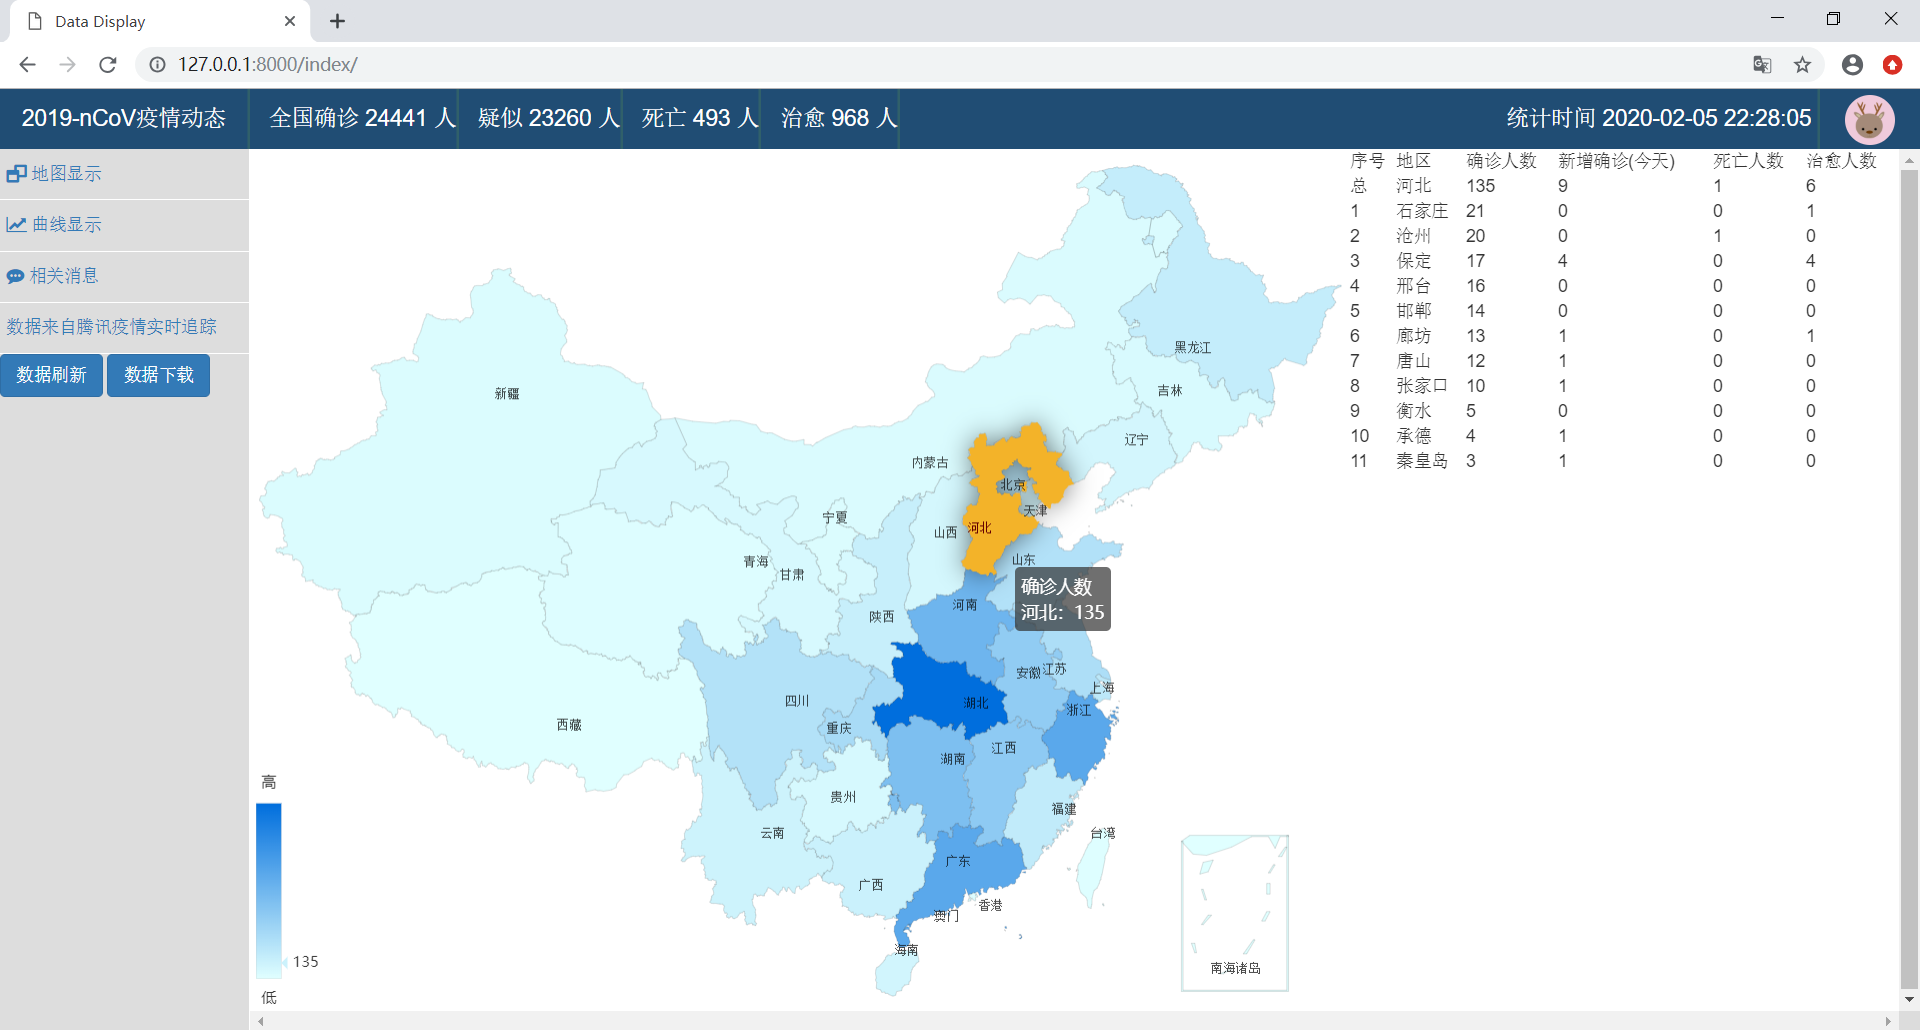 Data Display
127.0.0.1:8000/index/
2019-nCoV疫情动态 全国确诊 24441 人 疑似 23260 人 死亡 493 人 治愈 968 人 统计时间 2020-02-05 22:28:05
地图显示
曲线显示
相关消息
数据来自腾讯疫情实时追踪
数据刷新 数据下载
序号 地区 确诊人数 新增确诊(今天) 死亡人数 治愈人数
总 河北 135 9 1 6
1 石家庄 21 0 0 1
2 沧州 20 0 1 0
3 保定 17 4 0 4
4 邢台 16 0 0 0
5 邯郸 14 0 0 0
6 廊坊 13 1 0 1
7 唐山 12 1 0 0
8 张家口 10 1 0 0
9 衡水 5 0 0 0
10 承德 4 1 0 0
11 秦皇岛 3 1 0 0
黑龙江
吉林
新疆
辽宁
内蒙古
北京
天津
宁夏
河北
山西
山东
青海
甘肃
确诊人数
河北: 135
河南
陕西
安徽
江苏
上海
四川
湖北
浙江
西藏
重庆
江西
湖南
贵州
福建
云南
台湾
广东
广西
香港
澳门
海南
南海诸岛
高
135
低